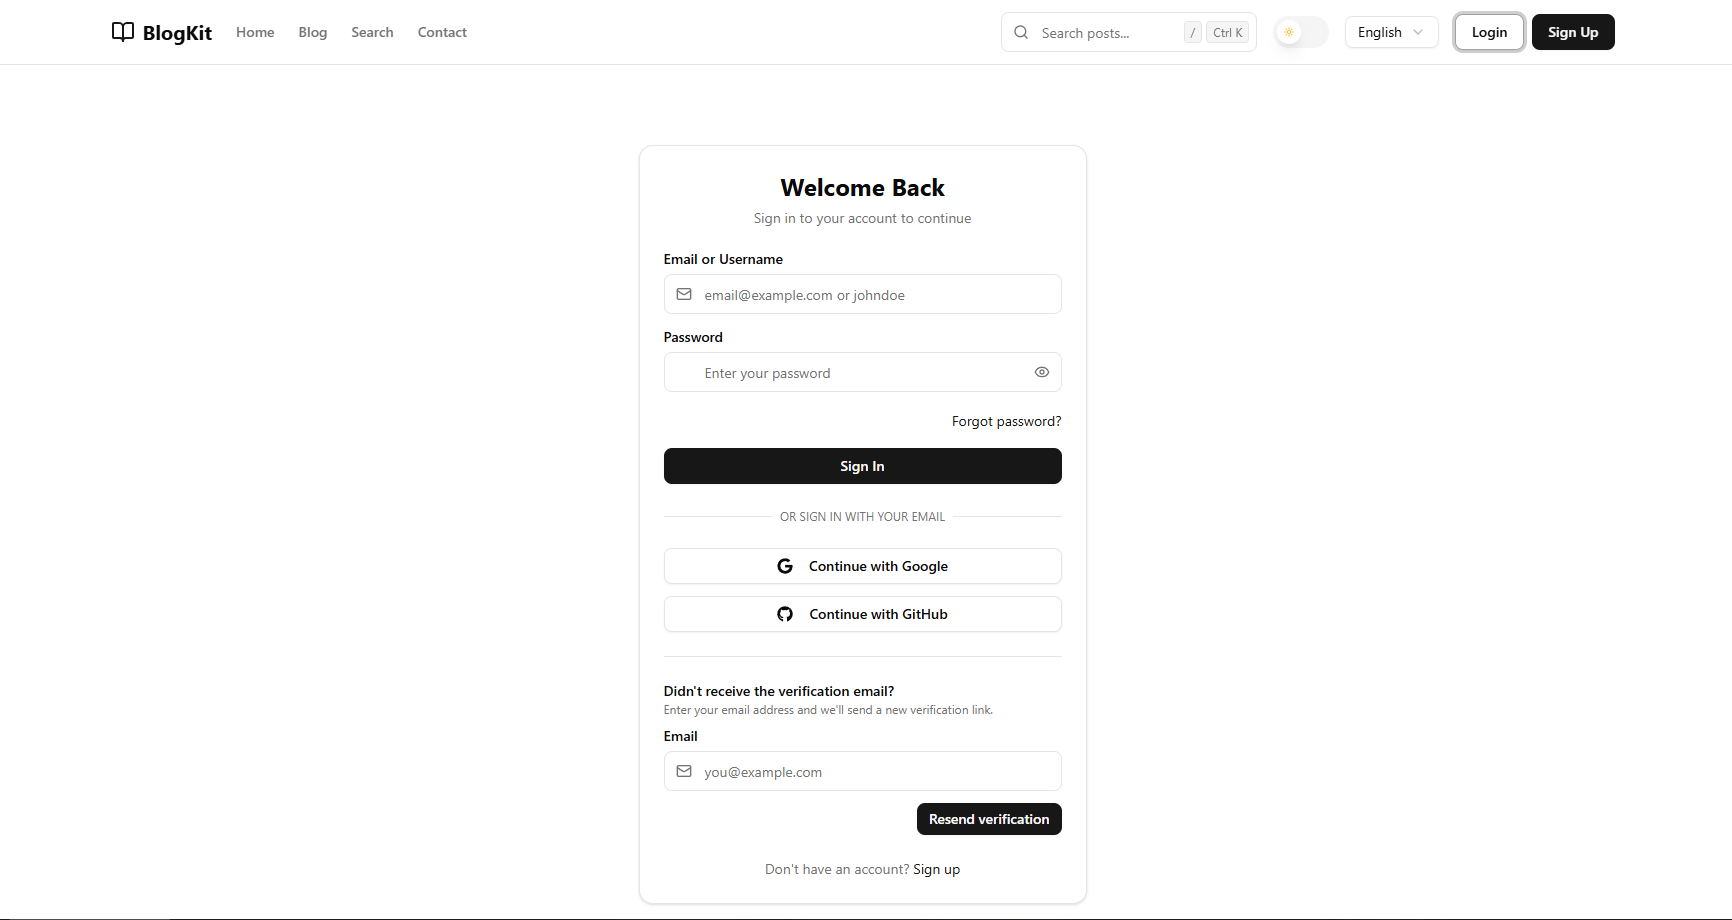 BlogKit Home Blog Search Contact Search posts... / Ctrl K English Login Sign Up
Welcome Back
Sign in to your account to continue
Email or Username
email@example.com or johndoe
Password
Enter your password
Forgot password?
Sign In
OR SIGN IN WITH YOUR EMAIL
Continue with Google
Continue with GitHub
Didn't receive the verification email?
Enter your email address and we'll send a new verification link.
Email
you@example.com
Resend verification
Don't have an account? Sign up